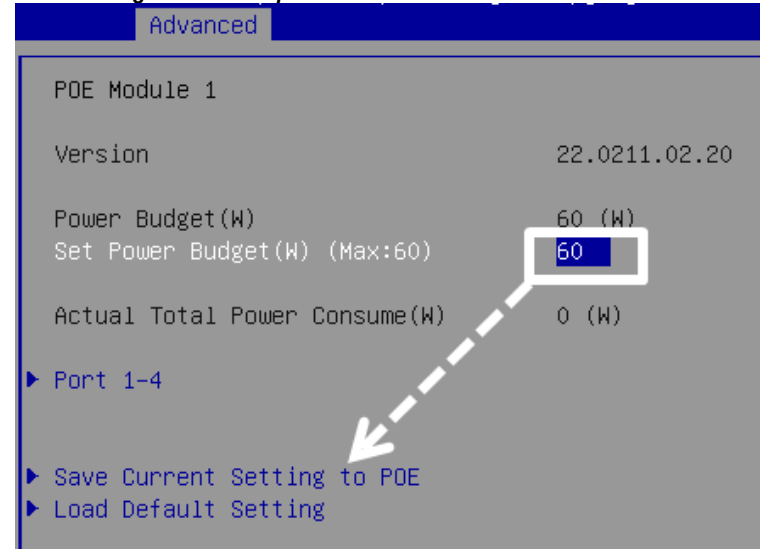 Advanced
POE Module 1
Version 22.0211.02.20
Power Budget(W) 60 (W)
Set Power Budget(W) (Max:60) 60
Actual Total Power Consume(W) 0 (W)
Port 1-4
Save Current Setting to POE
Load Default Setting